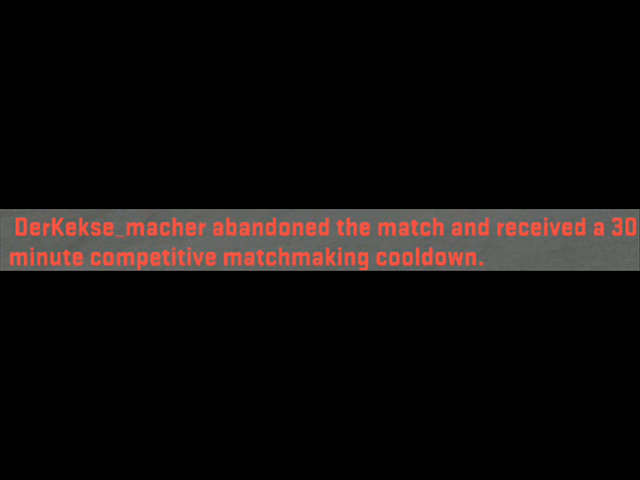 DerKekse_macher abandoned the match and received a 30
minute competitive matchmaking cooldown.